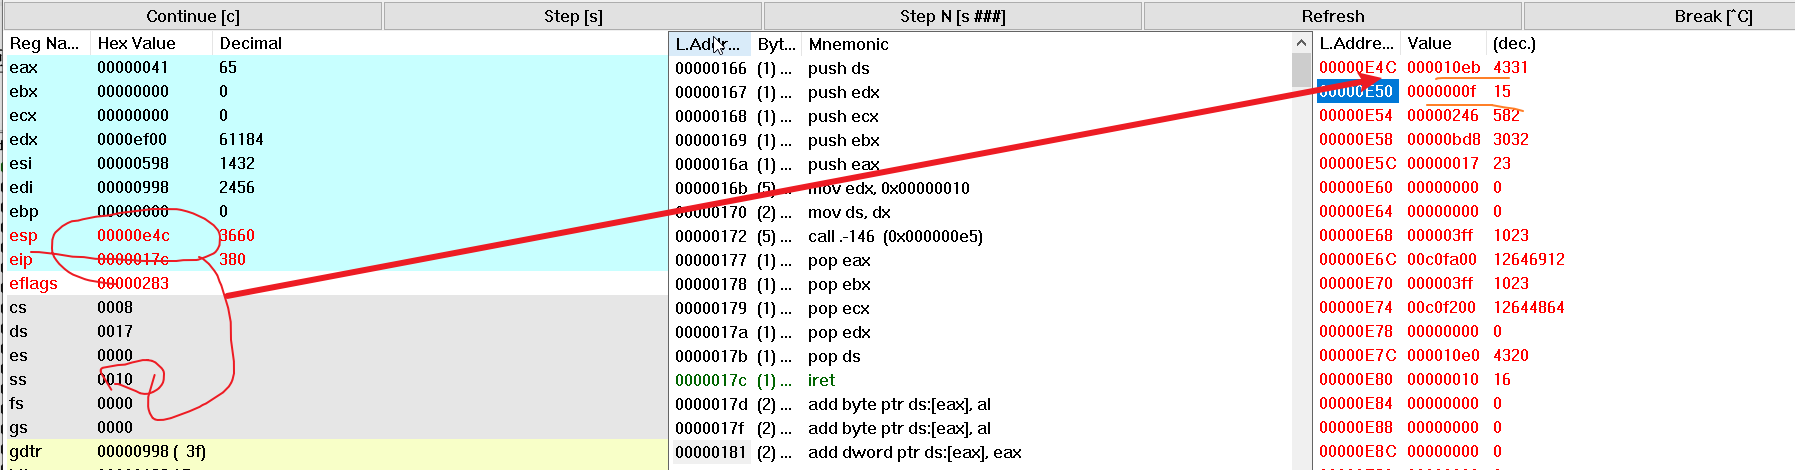 Continue [c] Step [s] Step N [s ###] Refresh Break [^C]
Reg Na... Hex Value Decimal L.Addr... Byt... Mnemonic L.Addre... Value (dec.)
eax 00000041 65 00000166 (1) ... push ds 00000E4C 000010eb 4331
ebx 00000000 0 00000167 (1) ... push edx 00000E50 0000000f 15
ecx 00000000 0 00000168 (1) ... push ecx 00000E54 00000246 582
edx 0000ef00 61184 00000169 (1) ... push ebx 00000E58 00000bd8 3032
esi 00000598 1432 0000016a (1) ... push eax 00000E5C 00000017 23
edi 00000998 2456 0000016b (5) ... mov edx, 0x00000010 00000E60 00000000 0
ebp 00000000 0 00000170 (2) ... mov ds, dx 00000E64 00000000 0
esp 00000e4c 3660 00000172 (5) ... call .-146 (0x000000e5) 00000E68 000003ff 1023
eip 0000017c 380 00000177 (1) ... pop eax 00000E6C 00c0fa00 12646912
eflags 00000283 00000178 (1) ... pop ebx 00000E70 000003ff 1023
cs 0008 00000179 (1) ... pop ecx 00000E74 00c0f200 12644864
ds 0017 0000017a (1) ... pop edx 00000E78 00000000 0
es 0000 0000017b (1) ... pop ds 00000E7C 000010e0 4320
ss 0010 0000017c (1) ... iret 00000E80 00000010 16
fs 0000 0000017d (2) ... add byte ptr ds:[eax], al 00000E84 00000000 0
gs 0000 0000017f (2) ... add byte ptr ds:[eax], al 00000E88 00000000 0
gdtr 00000998 ( 3f) 00000181 (2) ... add dword ptr ds:[eax], eax 00000E8C 00000000 0